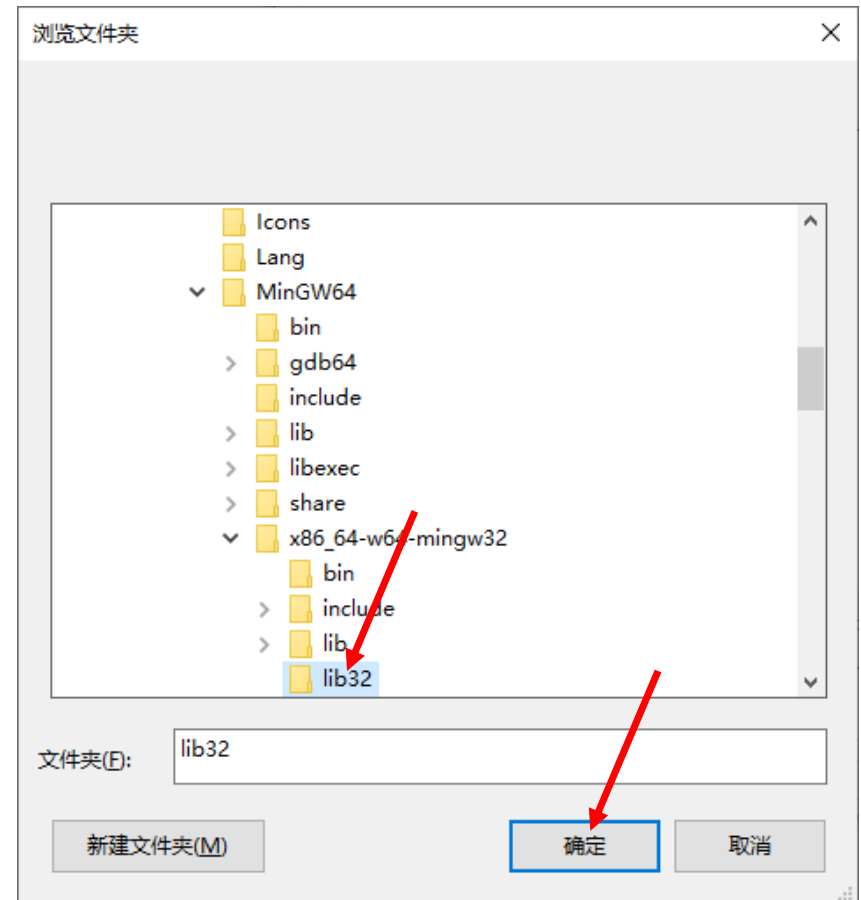 浏览文件夹
Icons
Lang
MinGW64
bin
gdb64
include
lib
libexec
share
x86_64-w64-mingw32
bin
include
lib
lib32
文件夹(F):
lib32
新建文件夹(M)
确定
取消